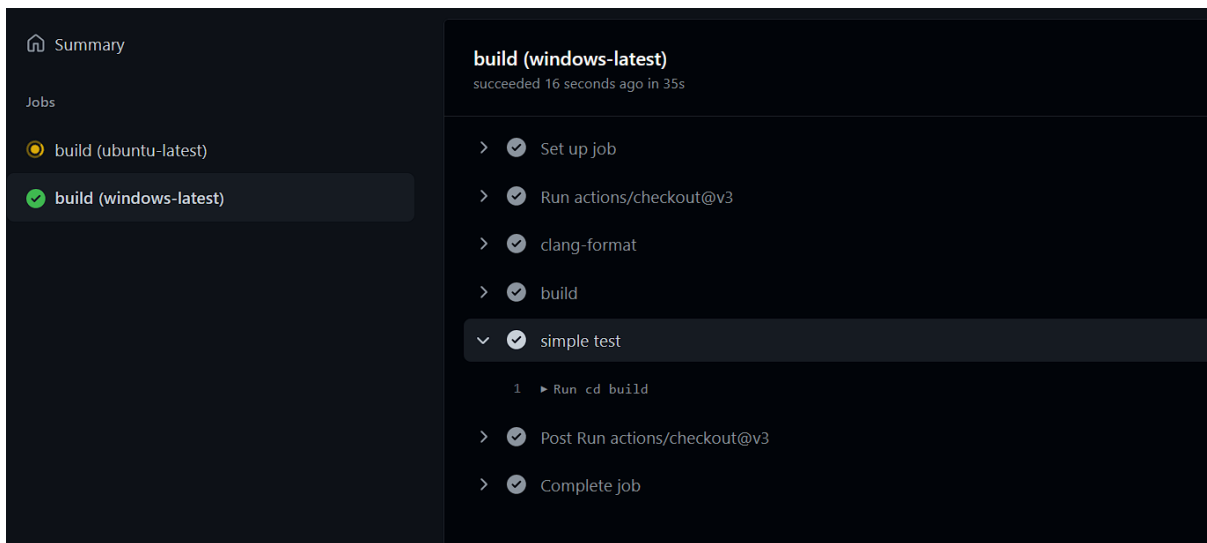 Summary
Jobs
build (ubuntu-latest)
build (windows-latest)
build (windows-latest)
succeeded 16 seconds ago in 35s
Set up job
Run actions/checkout@v3
clang-format
build
simple test
1 ▸ Run cd build
Post Run actions/checkout@v3
Complete job